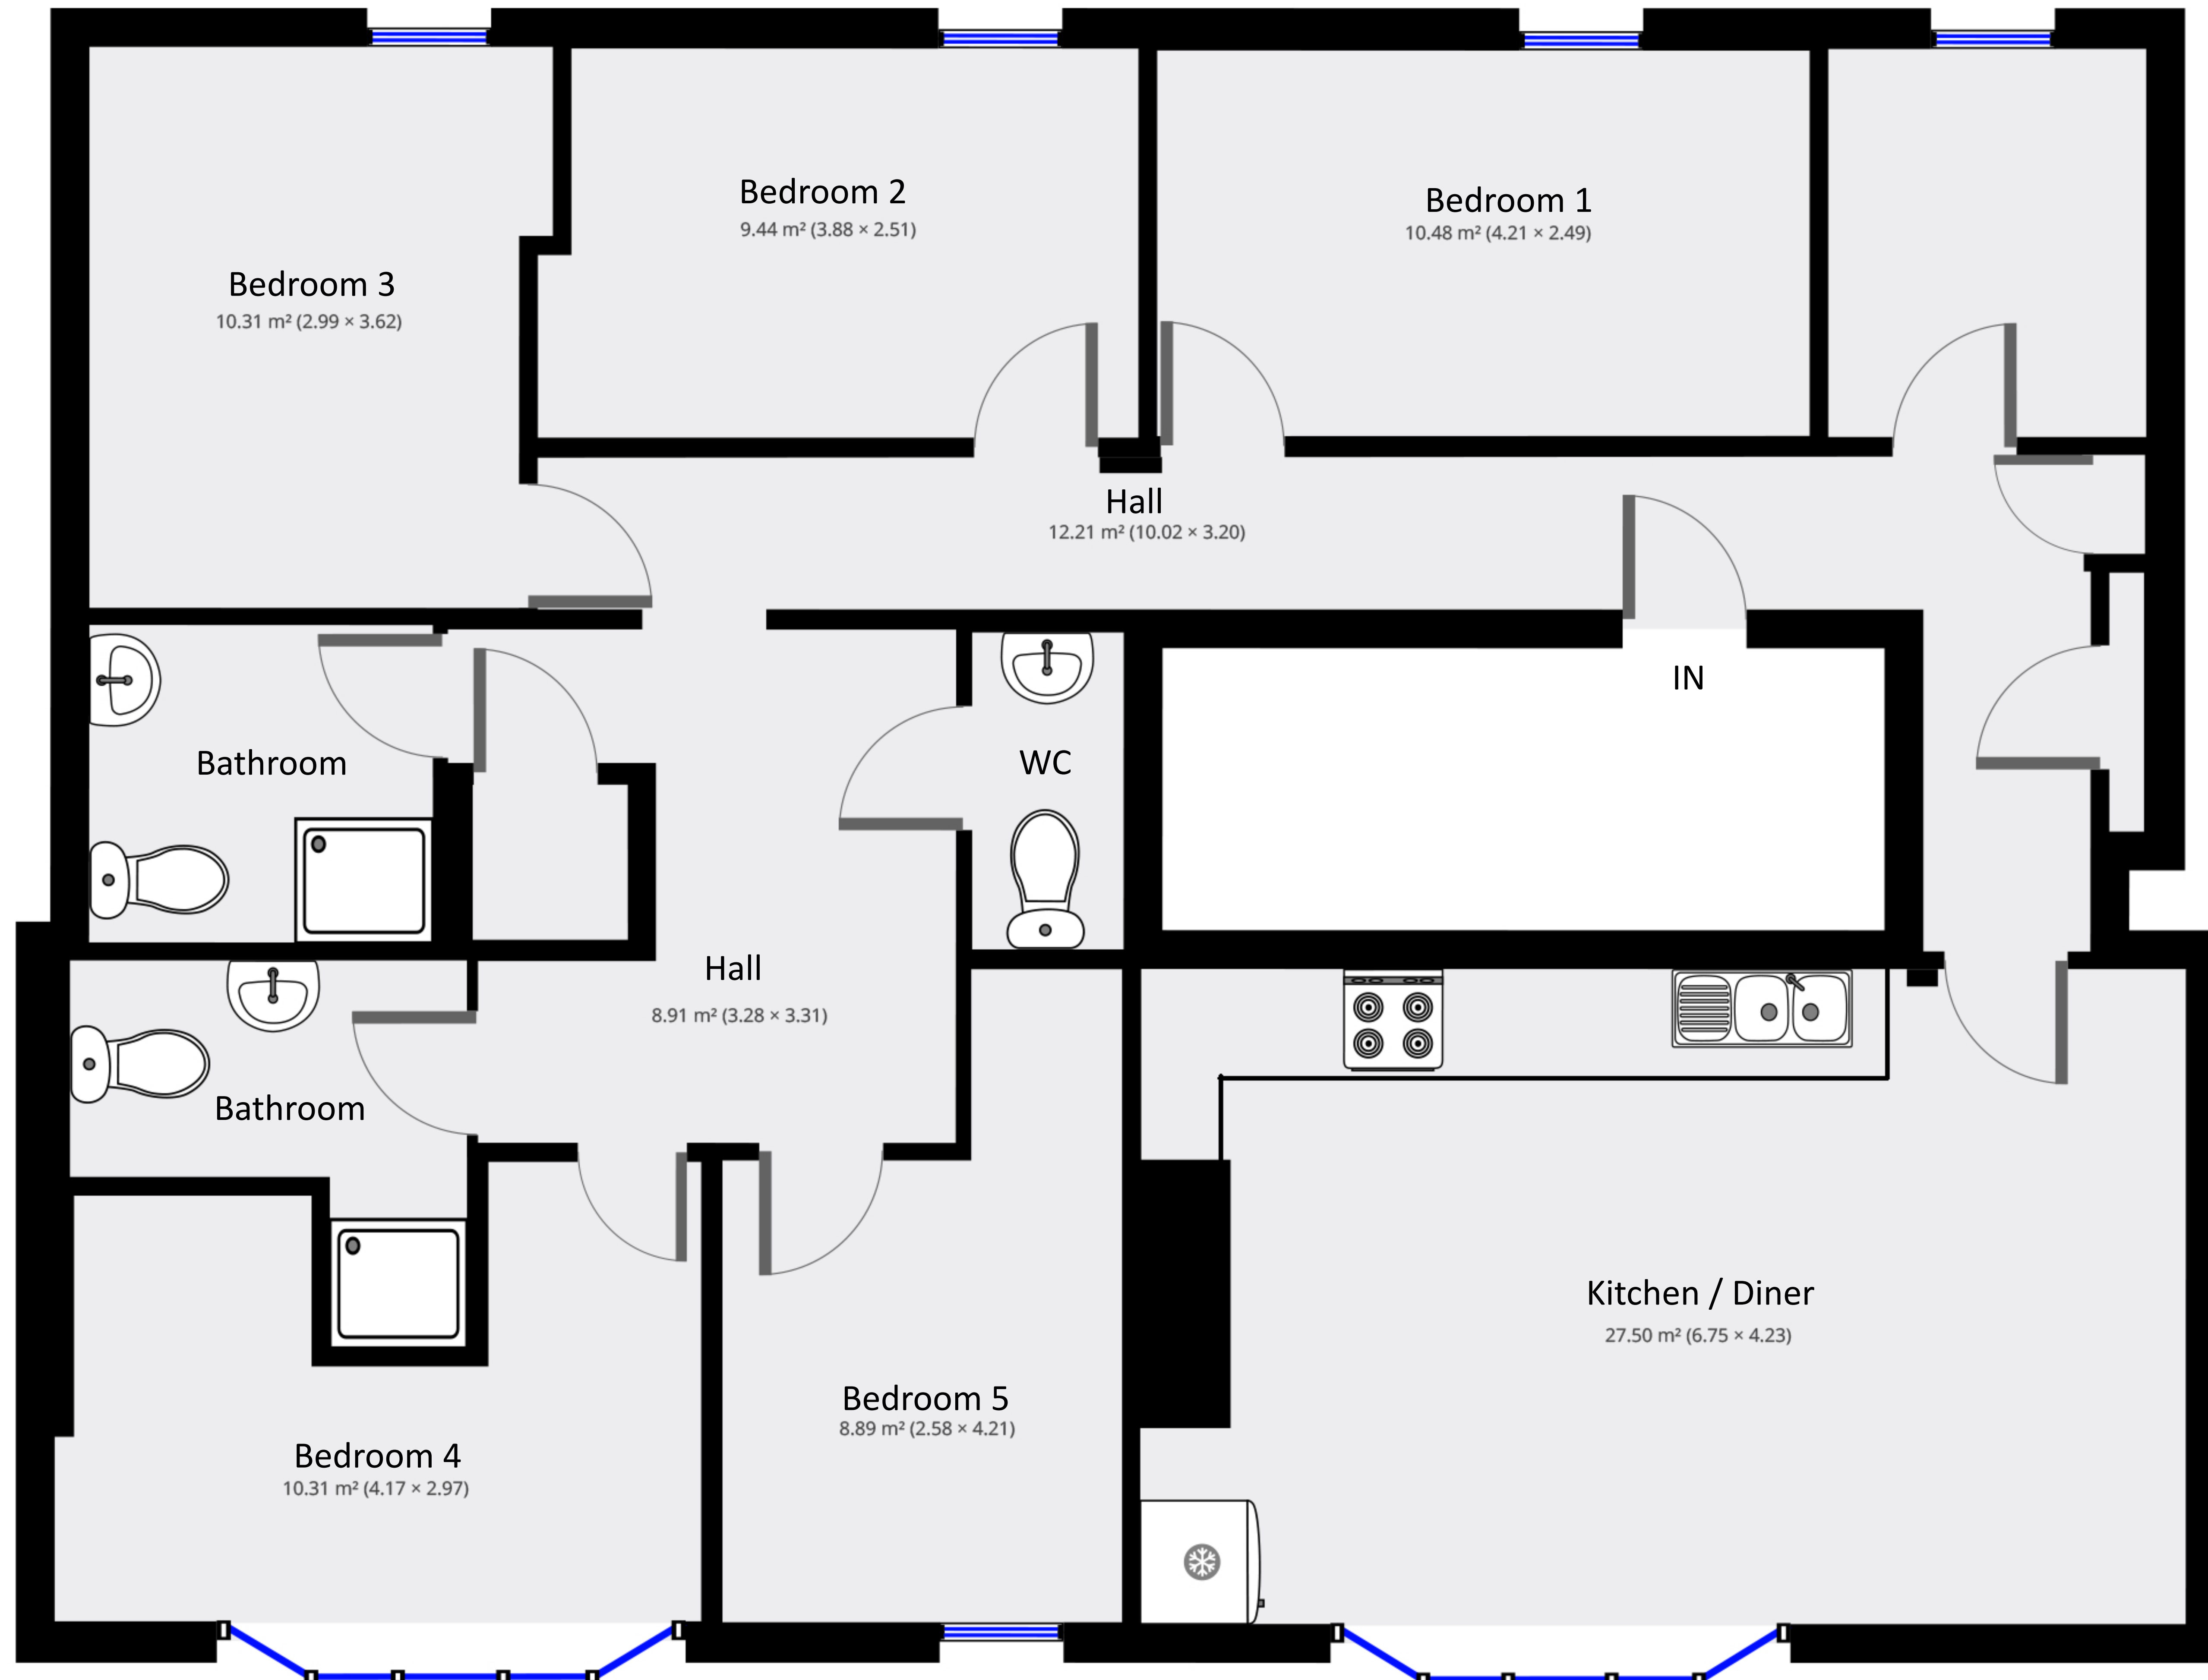 Bedroom 2
9.44 m² (3.88 × 2.51)
Bedroom 1
10.48 m² (4.21 × 2.49)
Bedroom 3
10.31 m² (2.99 × 3.62)
Hall
12.21 m² (10.02 × 3.20)
IN
Bathroom
WC
Hall
8.91 m² (3.28 × 3.31)
Bathroom
Kitchen / Diner
27.50 m² (6.75 × 4.23)
Bedroom 5
8.89 m² (2.58 × 4.21)
Bedroom 4
10.31 m² (4.17 × 2.97)